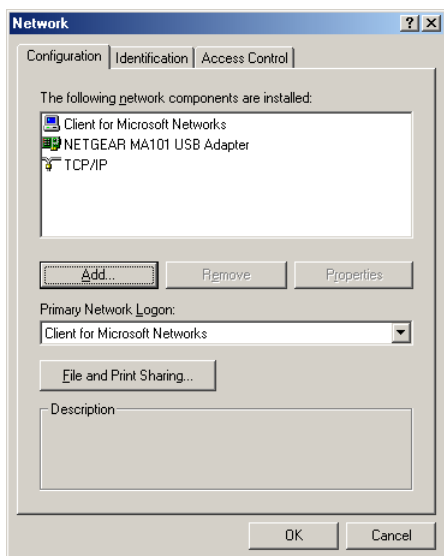 Network
? ×
Configuration Identification Access Control
The following network components are installed:
Client for Microsoft Networks
NETGEAR MA101 USB Adapter
TCP/IP
Add... Remove Properties
Primary Network Logon:
Client for Microsoft Networks
File and Print Sharing...
Description
OK Cancel